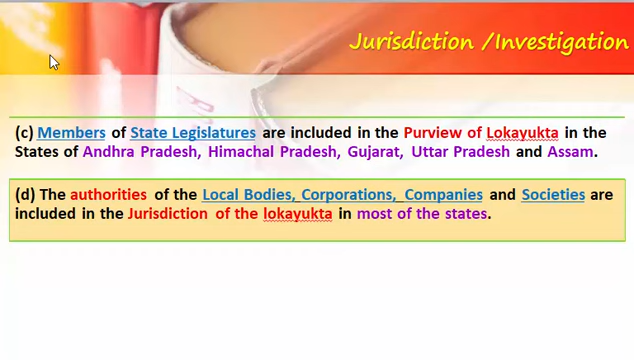 Jurisdiction /Investigation
(c) Members of State Legislatures are included in the Purview of Lokayukta in the
States of Andhra Pradesh, Himachal Pradesh, Gujarat, Uttar Pradesh and Assam.
(d) The authorities of the Local Bodies, Corporations, Companies and Societies are
included in the Jurisdiction of the lokayukta in most of the states.